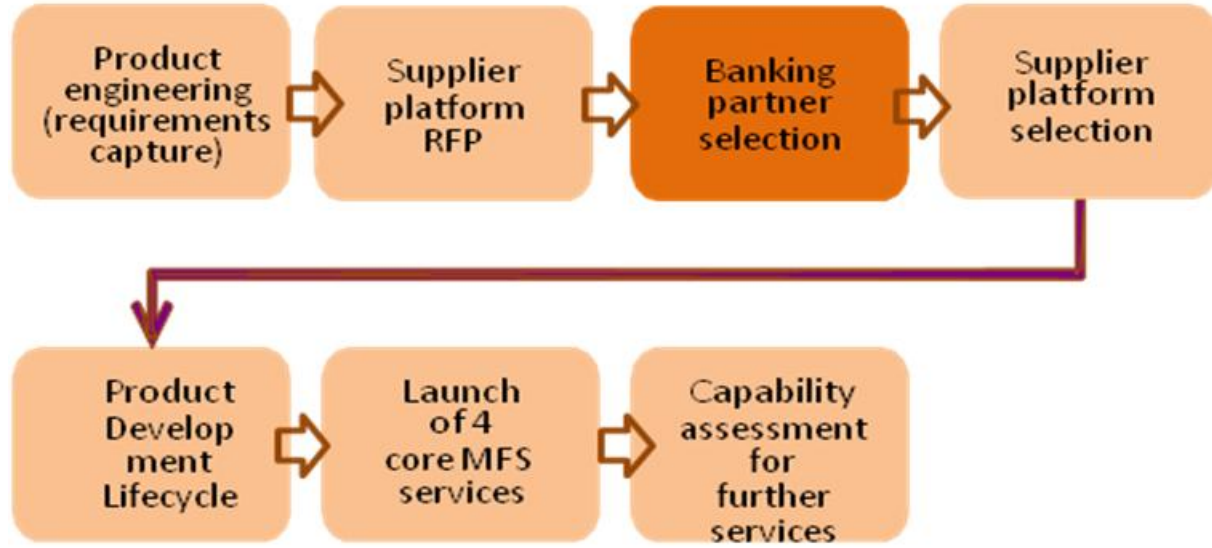 Product
engineering
(requirements
capture)
Supplier
platform
RFP
Banking
partner
selection
Supplier
platform
selection
Product
Develop
ment
Lifecycle
Launch
of 4
core MFS
services
Capability
assessment
for
further
services